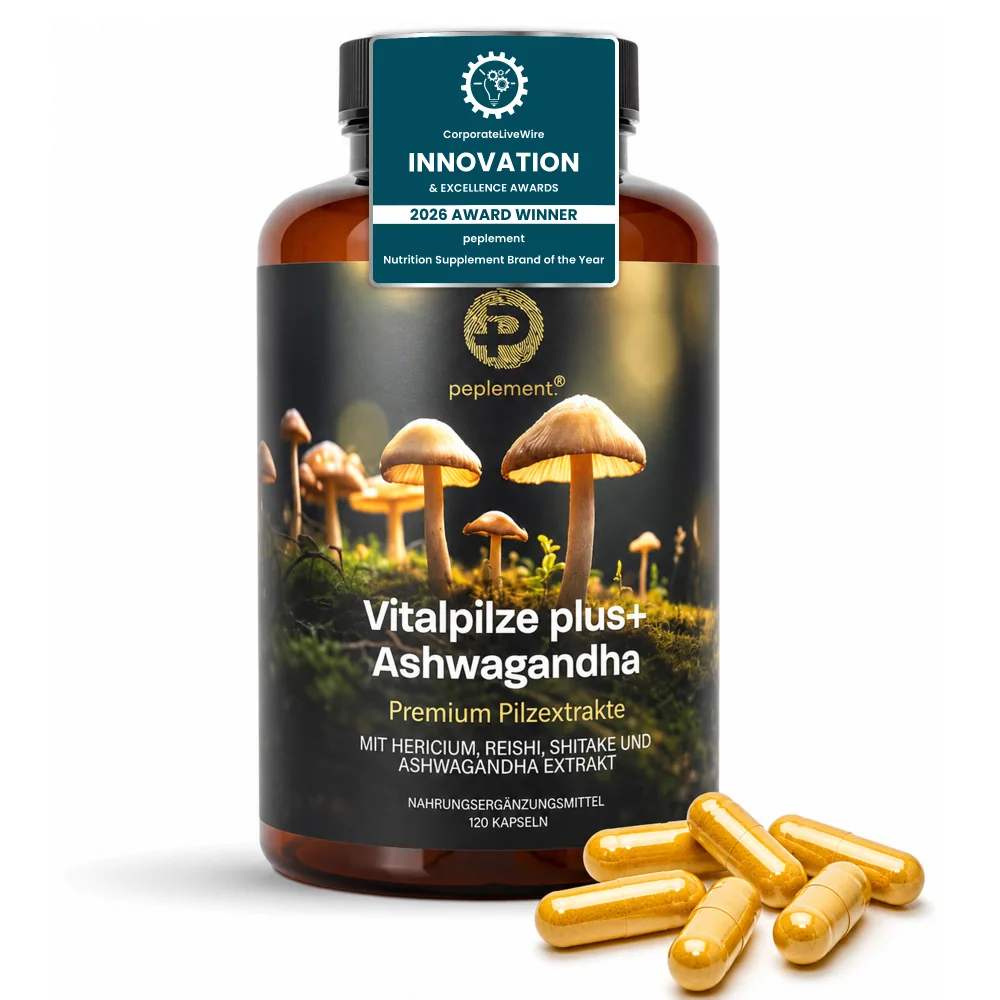 CorporateLiveWire
INNOVATION
& EXCELLENCE AWARDS
2026 AWARD WINNER
peplement
Nutrition Supplement Brand of the Year
peplement.®
Vitalpilze plus+
Ashwagandha
Premium Pilzextrakte
MIT HERICIUM, REISHI, SHITAKE UND
ASHWAGANDHA EXTRAKT
NAHRUNGSERGÄNZUNGSMITTEL
120 KAPSELN